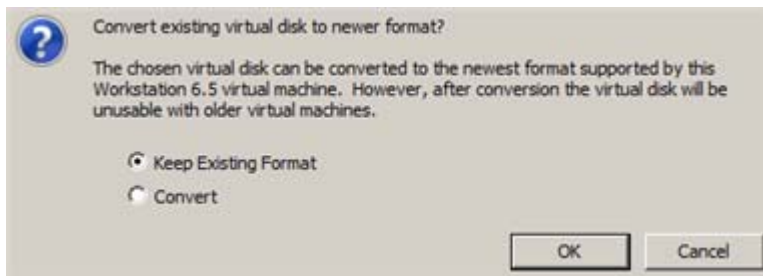 Convert existing virtual disk to newer format?
The chosen virtual disk can be converted to the newest format supported by this
Workstation 6.5 virtual machine. However, after conversion the virtual disk will be
unusable with older virtual machines.
Keep Existing Format
Convert
OK Cancel